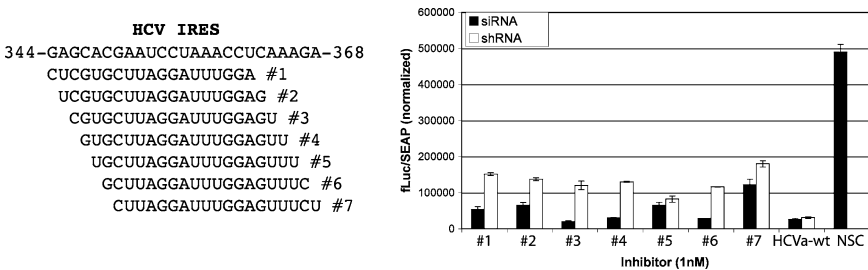 HCV IRES
344-GAGCACGAAUCCUAAACCUCAAAGA-368
CUCGUGCUUAGGAUUUGGA #1
UCGUGCUUAGGAUUUGGAG #2
CGUGCUUAGGAUUUGGAGU #3
GUGCUUAGGAUUUGGAGUU #4
UGCUUAGGAUUUGGAGUUU #5
GCUUAGGAUUUGGAGUUUC #6
CUUAGGAUUUGGAGUUUCU #7
fLuc/SEAP (normalized)
600000
500000
400000
300000
200000
100000
0
siRNA
shRNA
#1 #2 #3 #4 #5 #6 #7 HCVa-wt NSC
Inhibitor (1nM)